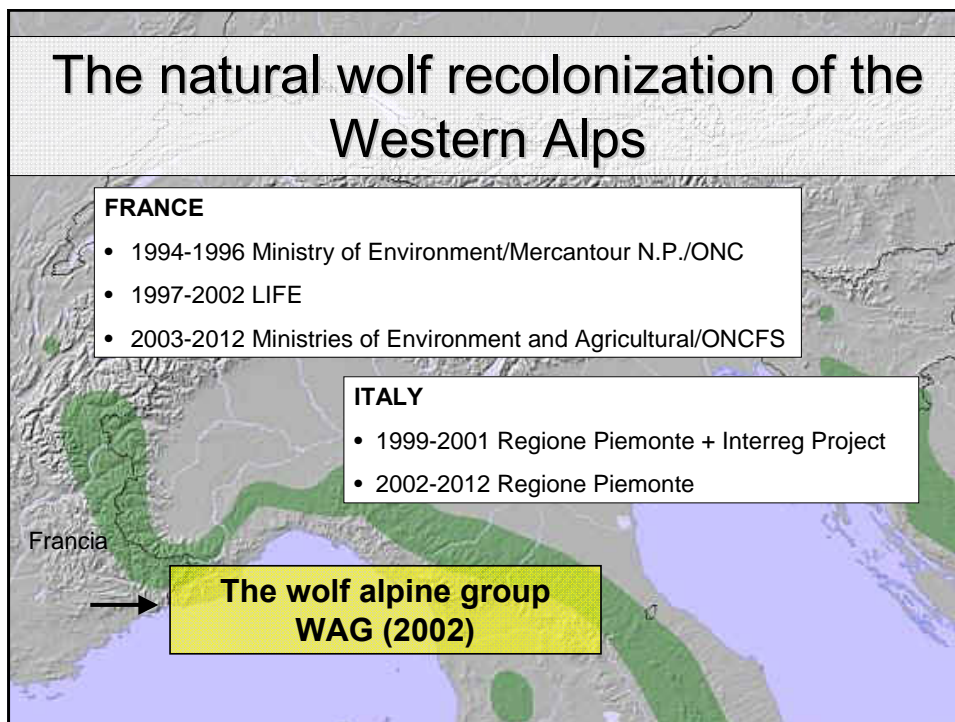 The natural wolf recolonization of the
Western Alps
FRANCE
• 1994-1996 Ministry of Environment/Mercantour N.P./ONC
• 1997-2002 LIFE
• 2003-2012 Ministries of Environment and Agricultural/ONCFS
ITALY
• 1999-2001 Regione Piemonte + Interreg Project
• 2002-2012 Regione Piemonte
Francia
The wolf alpine group
WAG (2002)